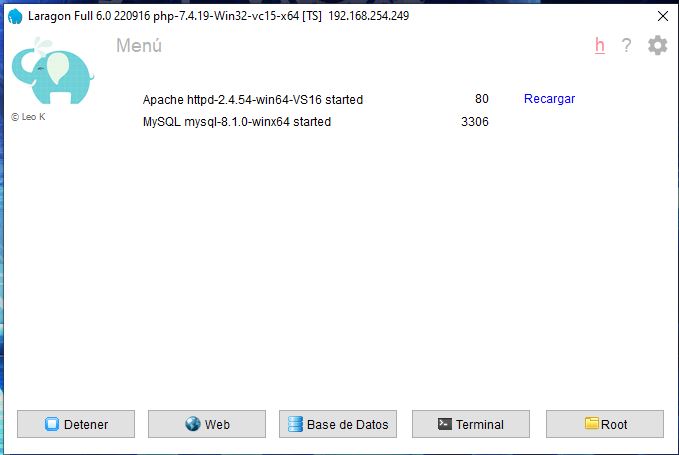 Laragon Full 6.0 220916 php-7.4.19-Win32-vc15-x64 [TS] 192.168.254.249
Menú
h ?
© Leo K
Apache httpd-2.4.54-win64-VS16 started 80 Recargar
MySQL mysql-8.1.0-winx64 started 3306
Detener Web Base de Datos Terminal Root